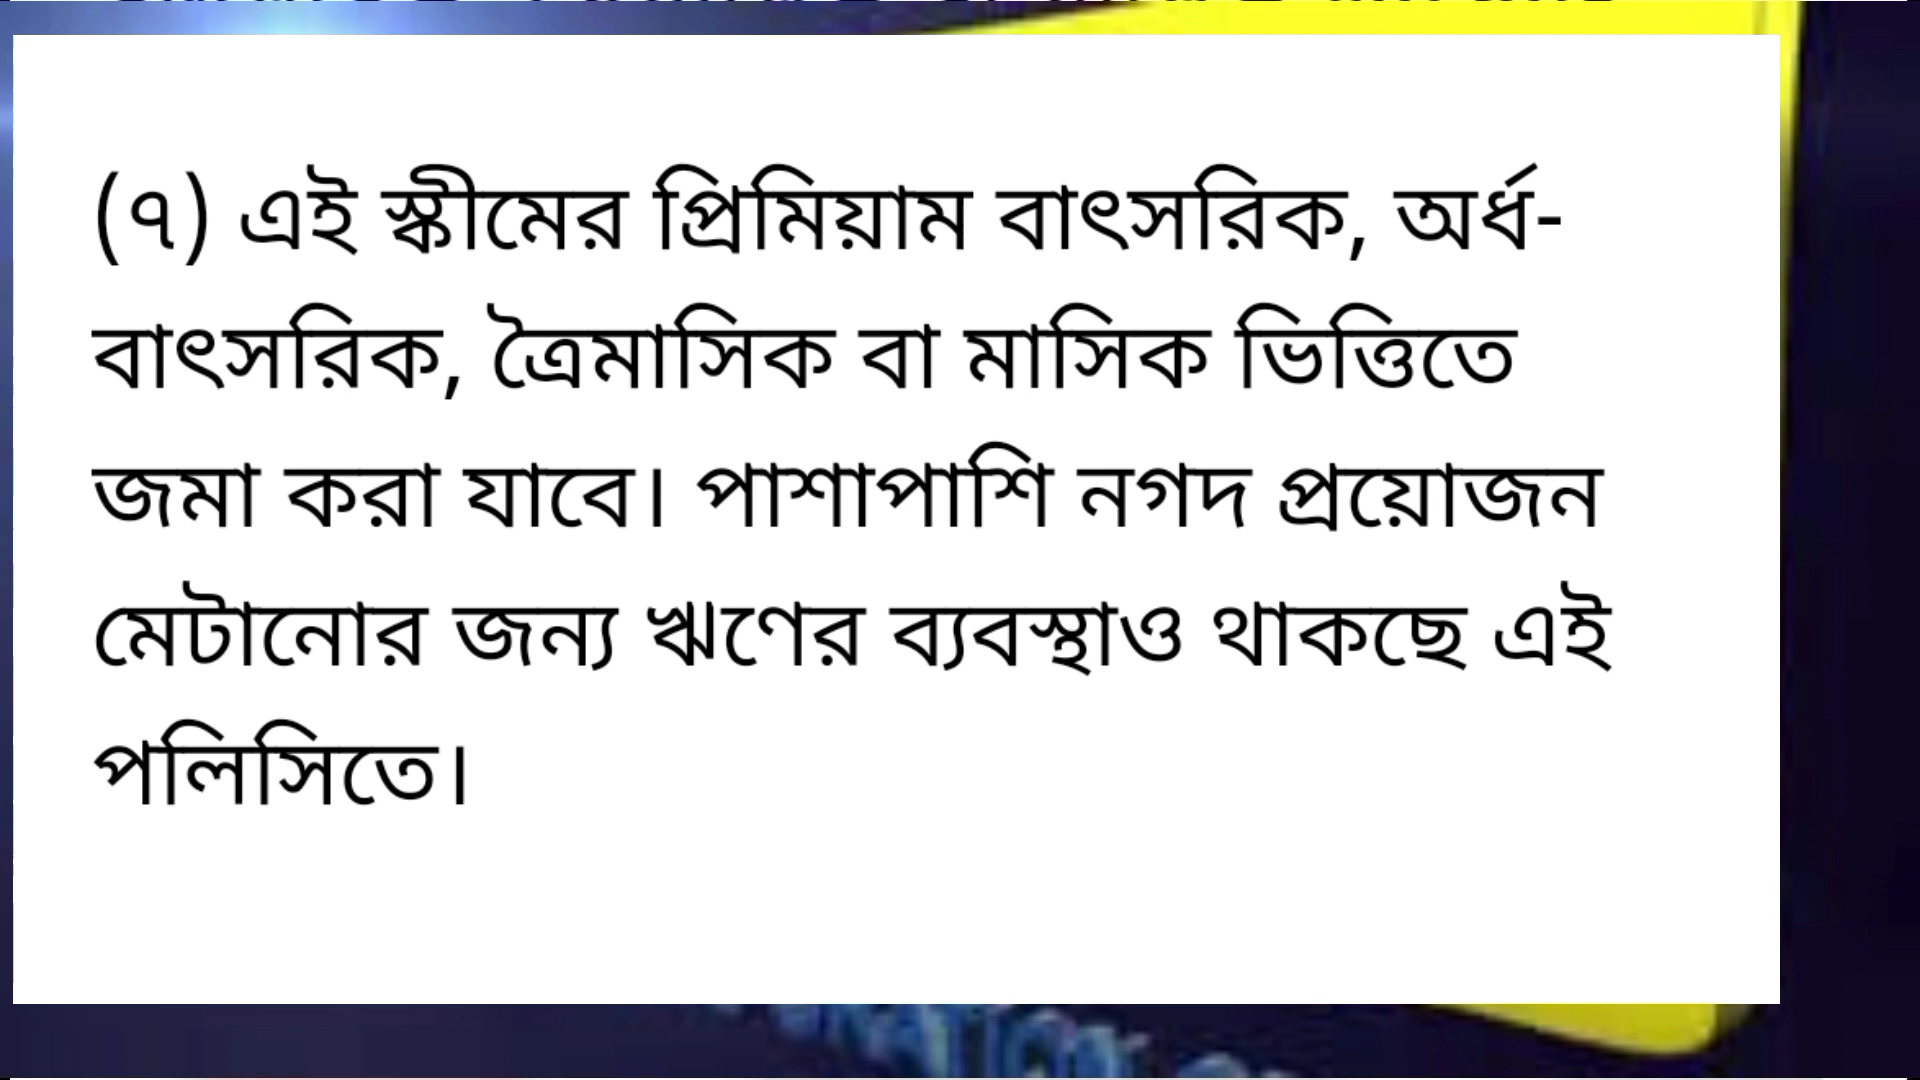 (৭) এই স্কীমের প্রিমিয়াম বাৎসরিক, অর্ধ-
বাৎসরিক, ত্রৈমাসিক বা মাসিক ভিত্তিতে
জমা করা যাবে। পাশাপাশি নগদ প্রয়োজন
মেটানোর জন্য ঋণের ব্যবস্থাও থাকছে এই
পলিসিতে।